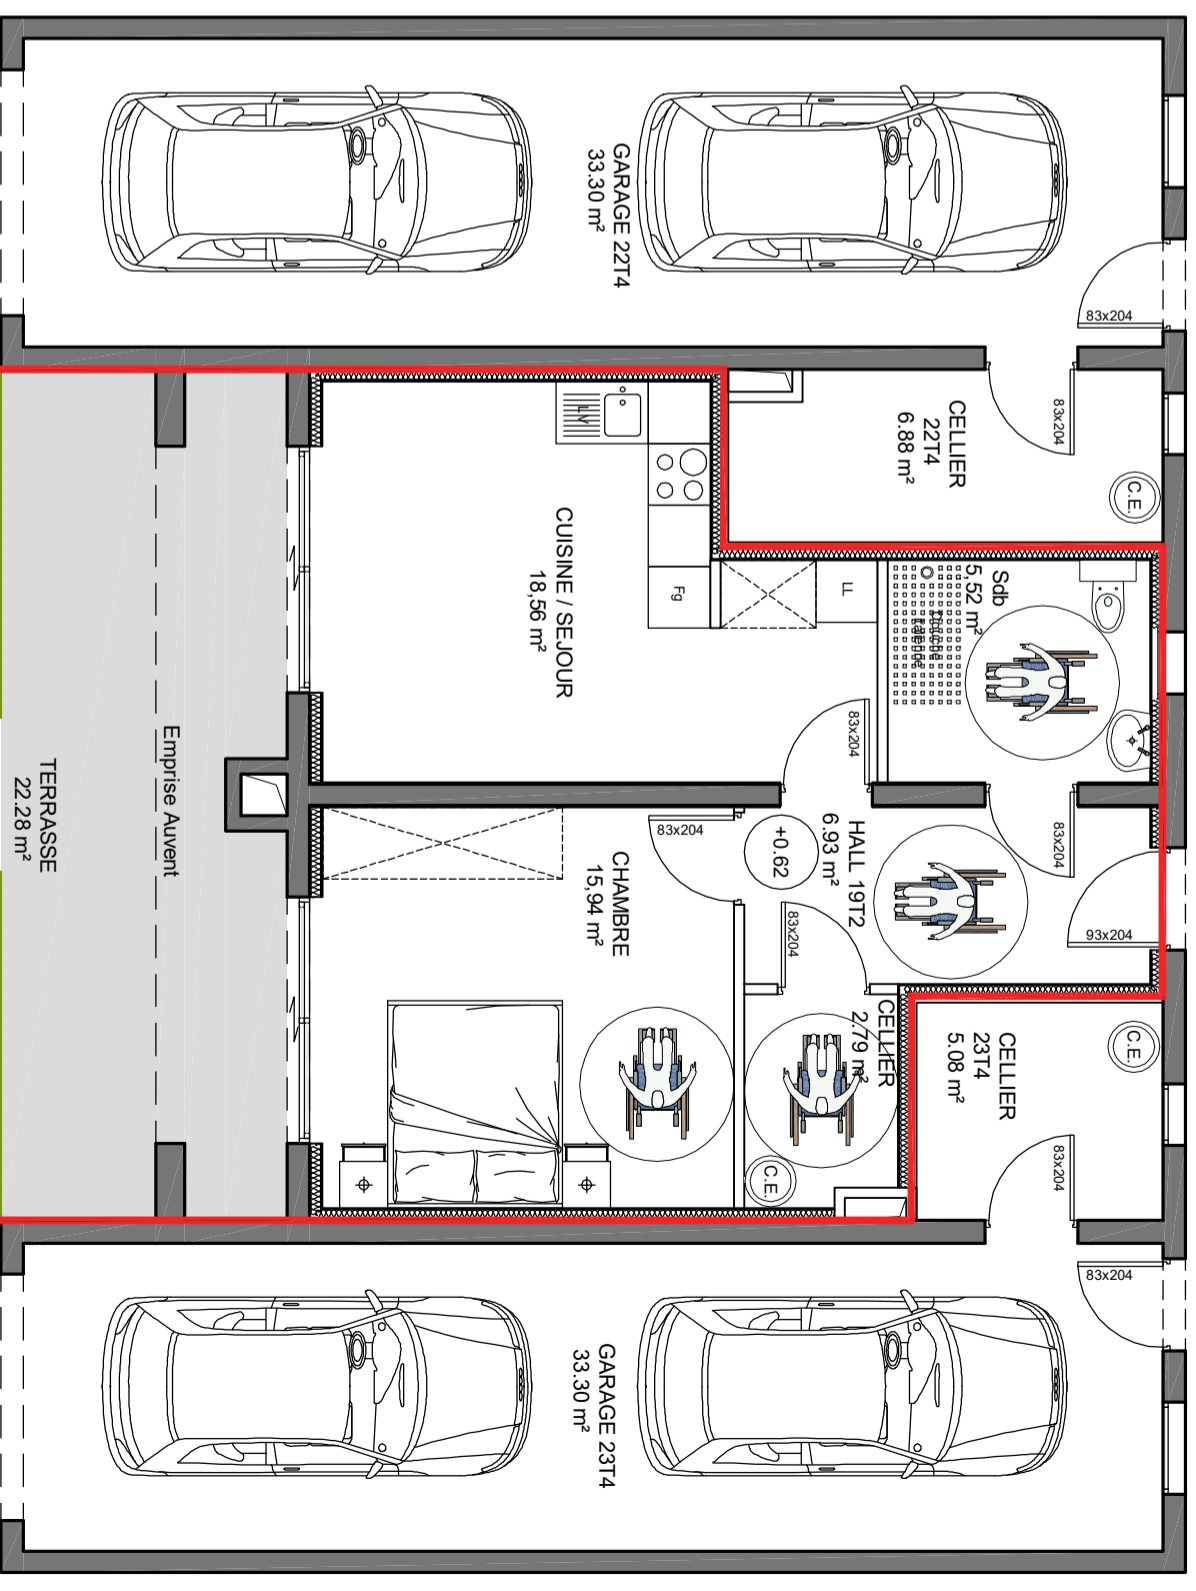 GARAGE 22T4
33.30 m²
83x204
83x204
CELLIER
22T4
6.88 m²
C.E.
LV
Fg
LL
CUISINE / SEJOUR
18,56 m²
Sdb
5,52 m²
Douche
italienne
83x204
83x204
93x204
HALL 19T2
6.93 m²
+0.62
83x204
83x204
CHAMBRE
15,94 m²
CELLIER
2.79 m²
C.E.
CELLIER
23T4
5.08 m²
C.E.
83x204
83x204
Emprise Auvent
TERRASSE
22.28 m²
GARAGE 23T4
33.30 m²